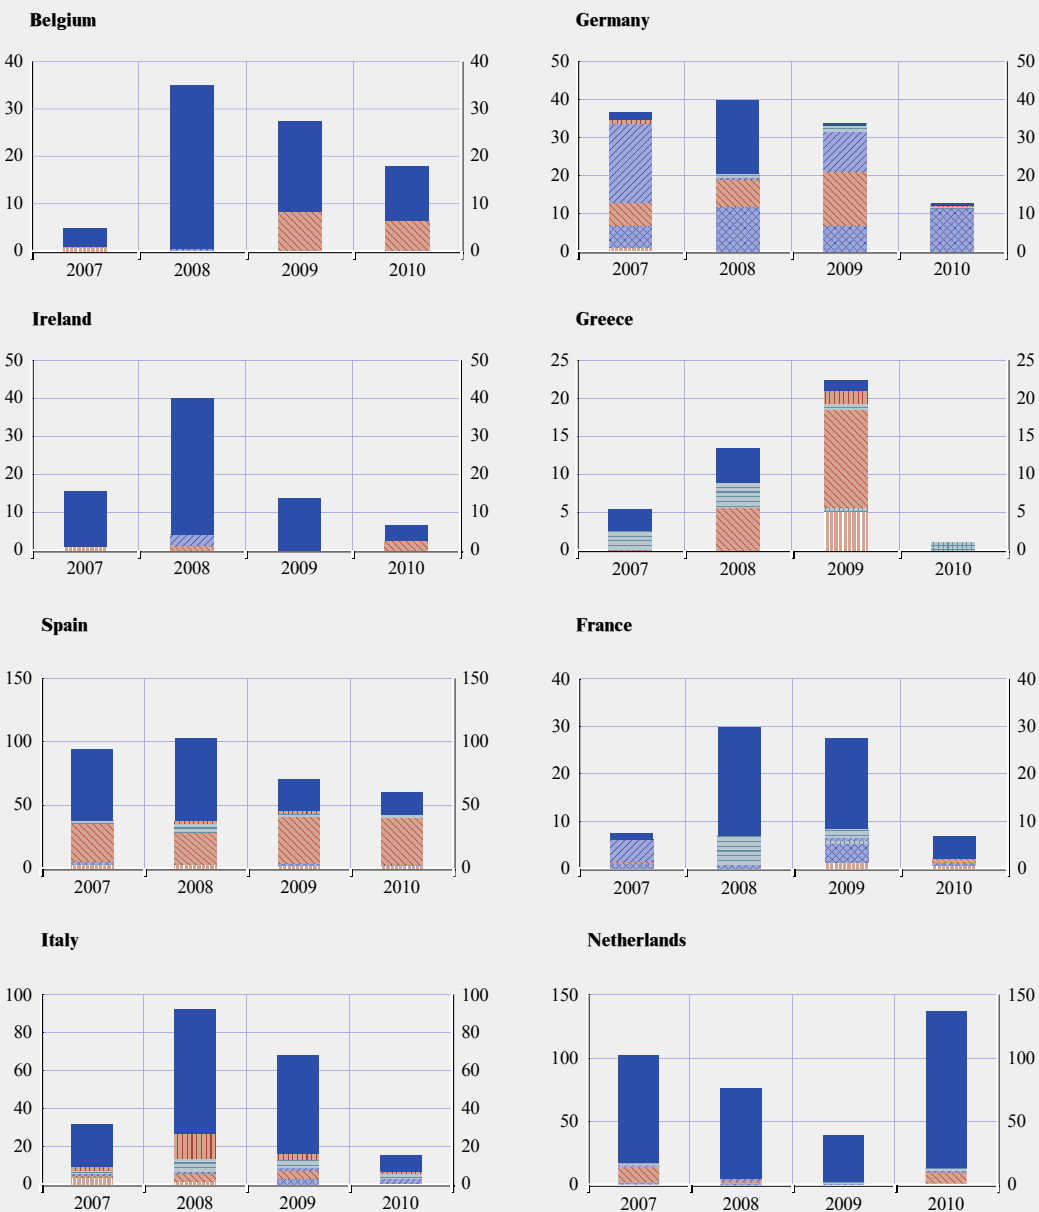 Belgium Germany
40 40 50 50
30 30 40 40
20 20 30 30
10 10 20 20
0 0 10 10
0 0
2007 2008 2009 2010 2007 2008 2009 2010
Ireland Greece
50 50 25 25
40 40 20 20
30 30 15 15
20 20 10 10
10 10 5 5
0 0 0 0
2007 2008 2009 2010 2007 2008 2009 2010
Spain France
150 150 40 40
100 100 30 30
50 50 20 20
0 0 10 10
0 0
2007 2008 2009 2010 2007 2008 2009 2010
Italy Netherlands
100 100 150 150
80 80 100 100
60 60 50 50
40 40 0 0
20 20
0 0
2007 2008 2009 2010 2007 2008 2009 2010